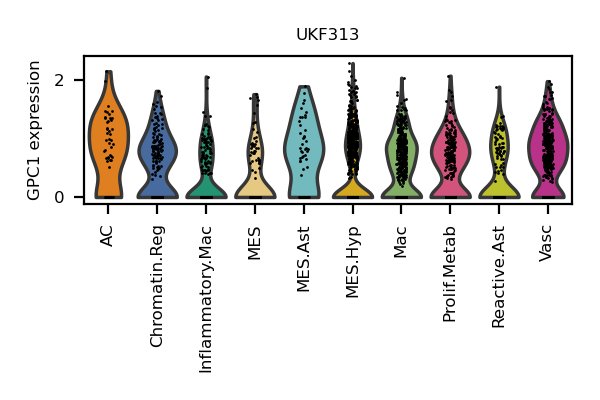 UKF313
GPC1 expression
2
0
AC
Chromatin.Reg
Inflammatory.Mac
MES
MES.Ast
MES.Hyp
Mac
Prolif.Metab
Reactive.Ast
Vasc